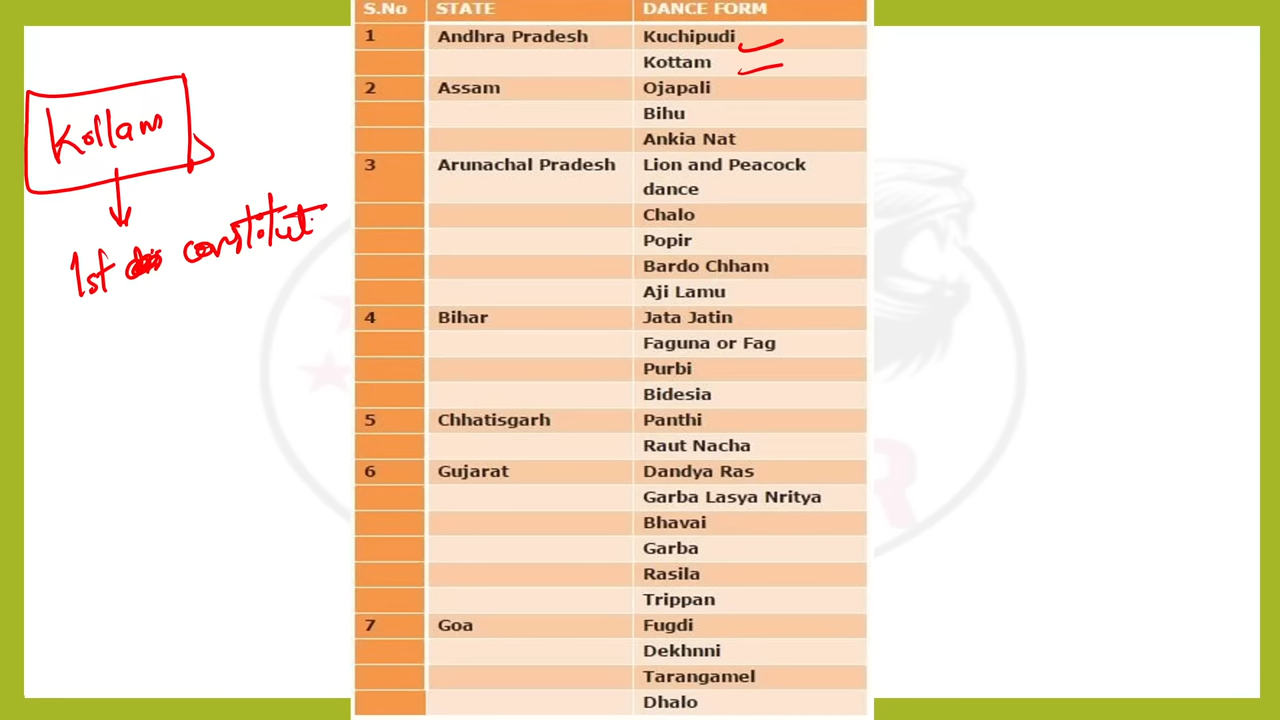 S.No STATE DANCE FORM
1 Andhra Pradesh Kuchipudi
Kottam
2 Assam Ojapali
Bihu
Ankia Nat
3 Arunachal Pradesh Lion and Peacock
dance
Chalo
Popir
Bardo Chham
Aji Lamu
4 Bihar Jata Jatin
Faguna or Fag
Purbi
Bidesia
5 Chhatisgarh Panthi
Raut Nacha
6 Gujarat Dandya Ras
Garba Lasya Nritya
Bhavai
Garba
Rasila
Trippan
7 Goa Fugdi
Dekhnni
Tarangamel
Dhalo
Kollam
1st constitut
R